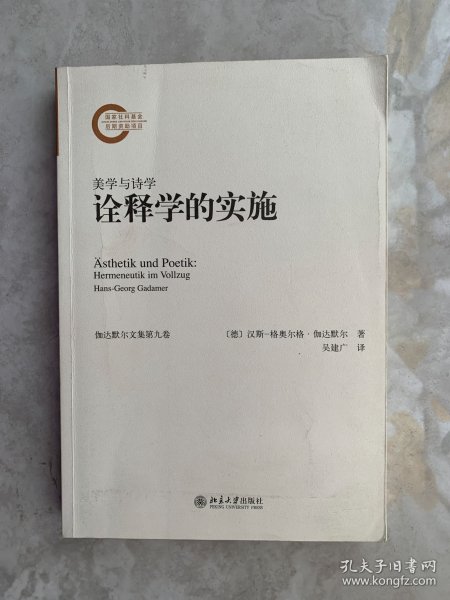 国家社科基金
后期资助项目
美学与诗学
诠释学的实施
Ästhetik und Poetik:
Hermeneutik im Vollzug
Hans-Georg Gadamer
伽达默尔文集第九卷
〔德〕汉斯-格奥尔格·伽达默尔 著
吴建广 译
北京大学出版社
PEKING UNIVERSITY PRESS
孔夫子旧书网
www.kongfz.com